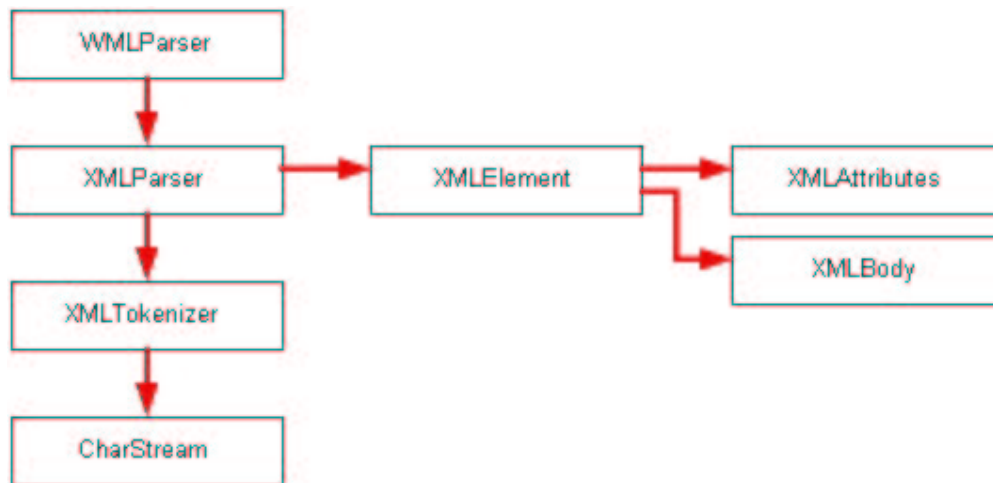 WMLParser
XMLParser
XMLElement
XMLAttributes
XMLBody
XMLTokenizer
CharStream